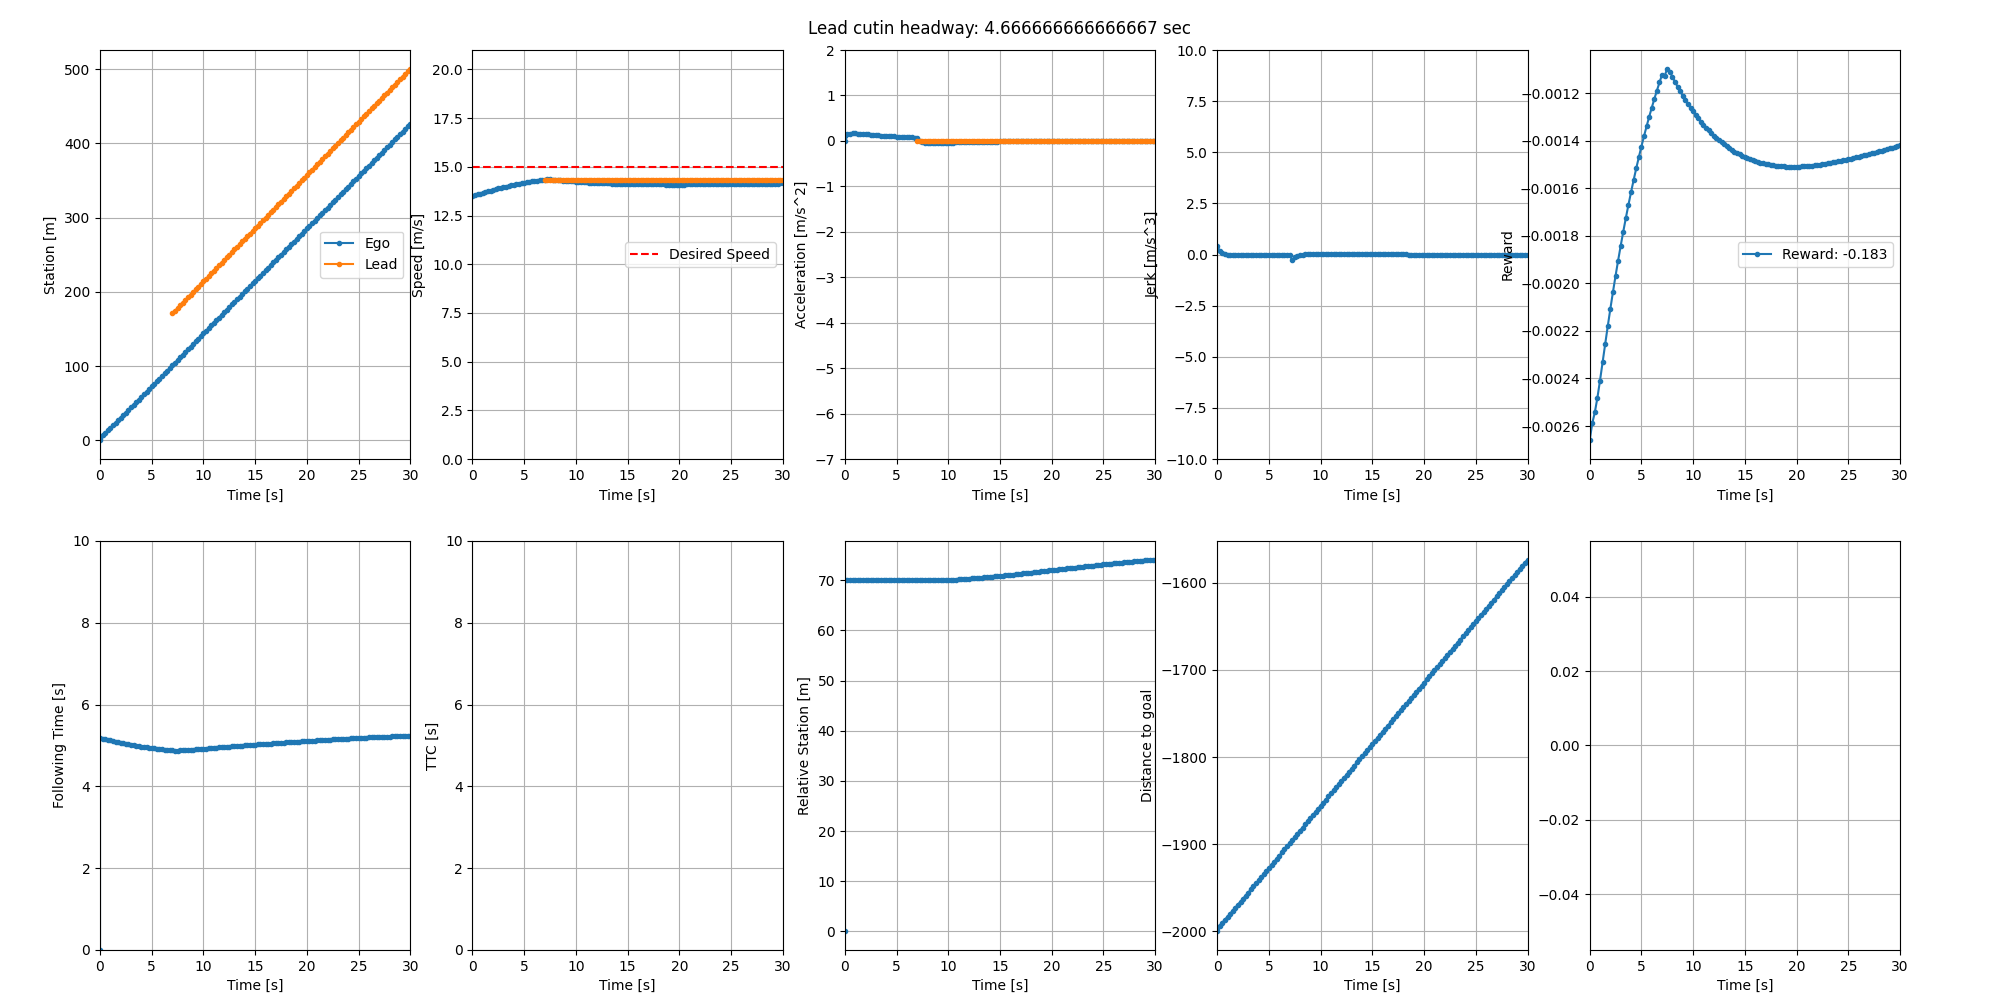 Lead cutin headway: 4.666666666666667 sec
Station [m]
500
400
300
200
100
0
Ego
Lead
0 5 10 15 20 25 30
Time [s]
Speed [m/s]
20.0
17.5
15.0
12.5
10.0
7.5
5.0
2.5
0.0
Desired Speed
0 5 10 15 20 25 30
Time [s]
Acceleration [m/s^2]
2
1
0
−1
−2
−3
−4
−5
−6
−7
0 5 10 15 20 25 30
Time [s]
Jerk [m/s^3]
10.0
7.5
5.0
2.5
0.0
−2.5
−5.0
−7.5
−10.0
0 5 10 15 20 25 30
Time [s]
Reward
−0.0012
−0.0014
−0.0016
−0.0018
−0.0020
−0.0022
−0.0024
−0.0026
Reward: -0.183
0 5 10 15 20 25 30
Time [s]
Following Time [s]
10
8
6
4
2
0
0 5 10 15 20 25 30
Time [s]
TTC [s]
10
8
6
4
2
0
0 5 10 15 20 25 30
Time [s]
Relative Station [m]
70
60
50
40
30
20
10
0
0 5 10 15 20 25 30
Time [s]
Distance to goal
−1600
−1700
−1800
−1900
−2000
0 5 10 15 20 25 30
Time [s]
0.04
0.02
0.00
−0.02
−0.04
0 5 10 15 20 25 30
Time [s]